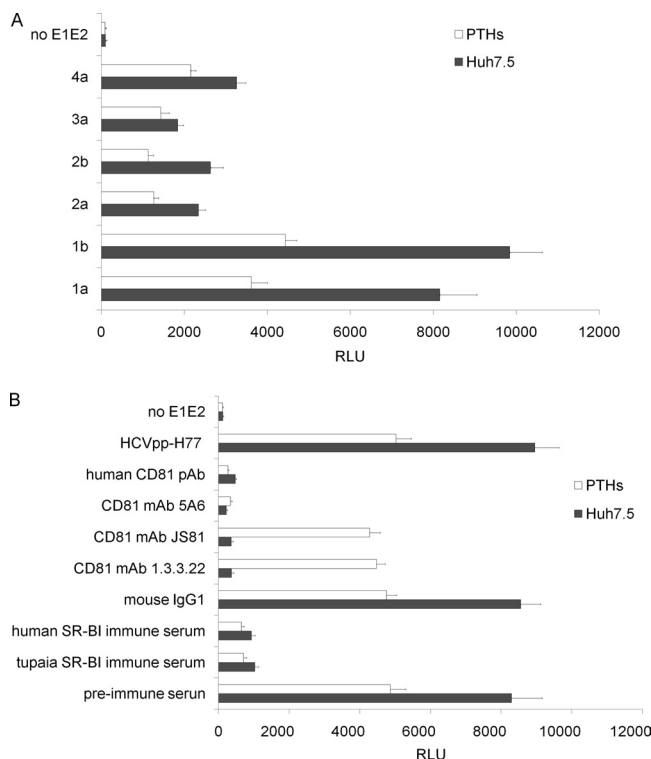 A
no E1E2
4a
3a
2b
2a
1b
1a
PTHs
Huh7.5
0 2000 4000 6000 8000 10000 12000
RLU
B
no E1E2
HCVpp-H77
human CD81 pAb
CD81 mAb 5A6
CD81 mAb JS81
CD81 mAb 1.3.3.22
mouse IgG1
human SR-BI immune serum
tupaia SR-BI immune serum
pre-immune serun
PTHs
Huh7.5
0 2000 4000 6000 8000 10000 12000
RLU